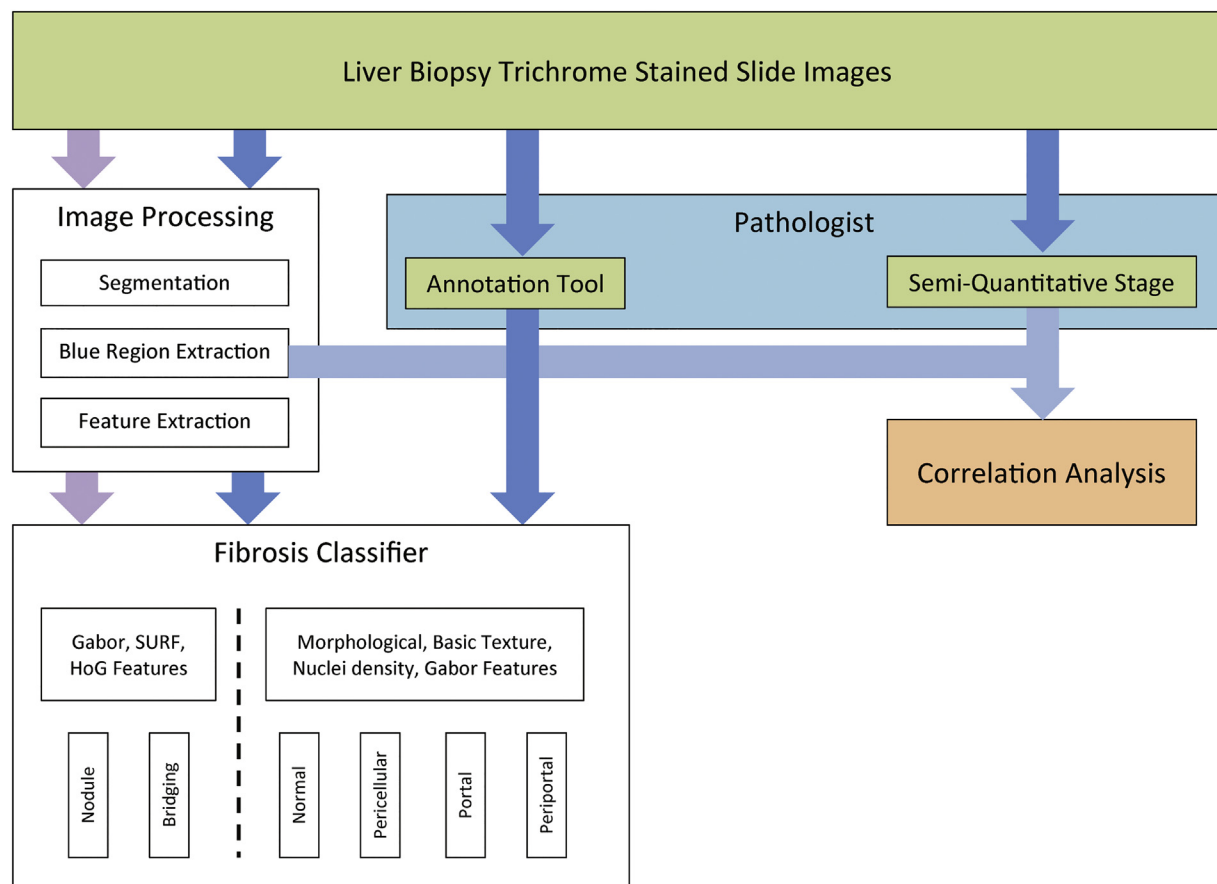 Liver Biopsy Trichrome Stained Slide Images
Image Processing
Segmentation
Blue Region Extraction
Feature Extraction
Pathologist
Annotation Tool
Semi-Quantitative Stage
Correlation Analysis
Fibrosis Classifier
Gabor, SURF,
HoG Features
Morphological, Basic Texture,
Nuclei density, Gabor Features
Nodule
Bridging
Normal
Pericellular
Portal
Periportal